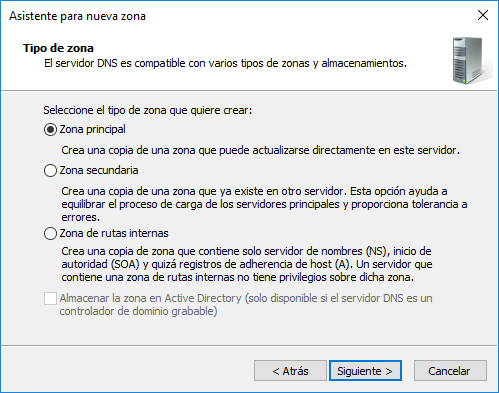 Asistente para nueva zona
Tipo de zona
El servidor DNS es compatible con varios tipos de zonas y almacenamientos.
Seleccione el tipo de zona que quiere crear:
Zona principal
Crea una copia de una zona que puede actualizarse directamente en este servidor.
Zona secundaria
Crea una copia de una zona que ya existe en otro servidor. Esta opción ayuda a
equilibrar el proceso de carga de los servidores principales y proporciona tolerancia a
errores.
Zona de rutas internas
Crea una copia de zona que contiene solo servidor de nombres (NS), inicio de
autoridad (SOA) y quizá registros de adherencia de host (A). Un servidor que
contiene una zona de rutas internas no tiene privilegios sobre dicha zona.
Almacenar la zona en Active Directory (solo disponible si el servidor DNS es un
controlador de dominio grabable)
< Atrás
Siguiente >
Cancelar